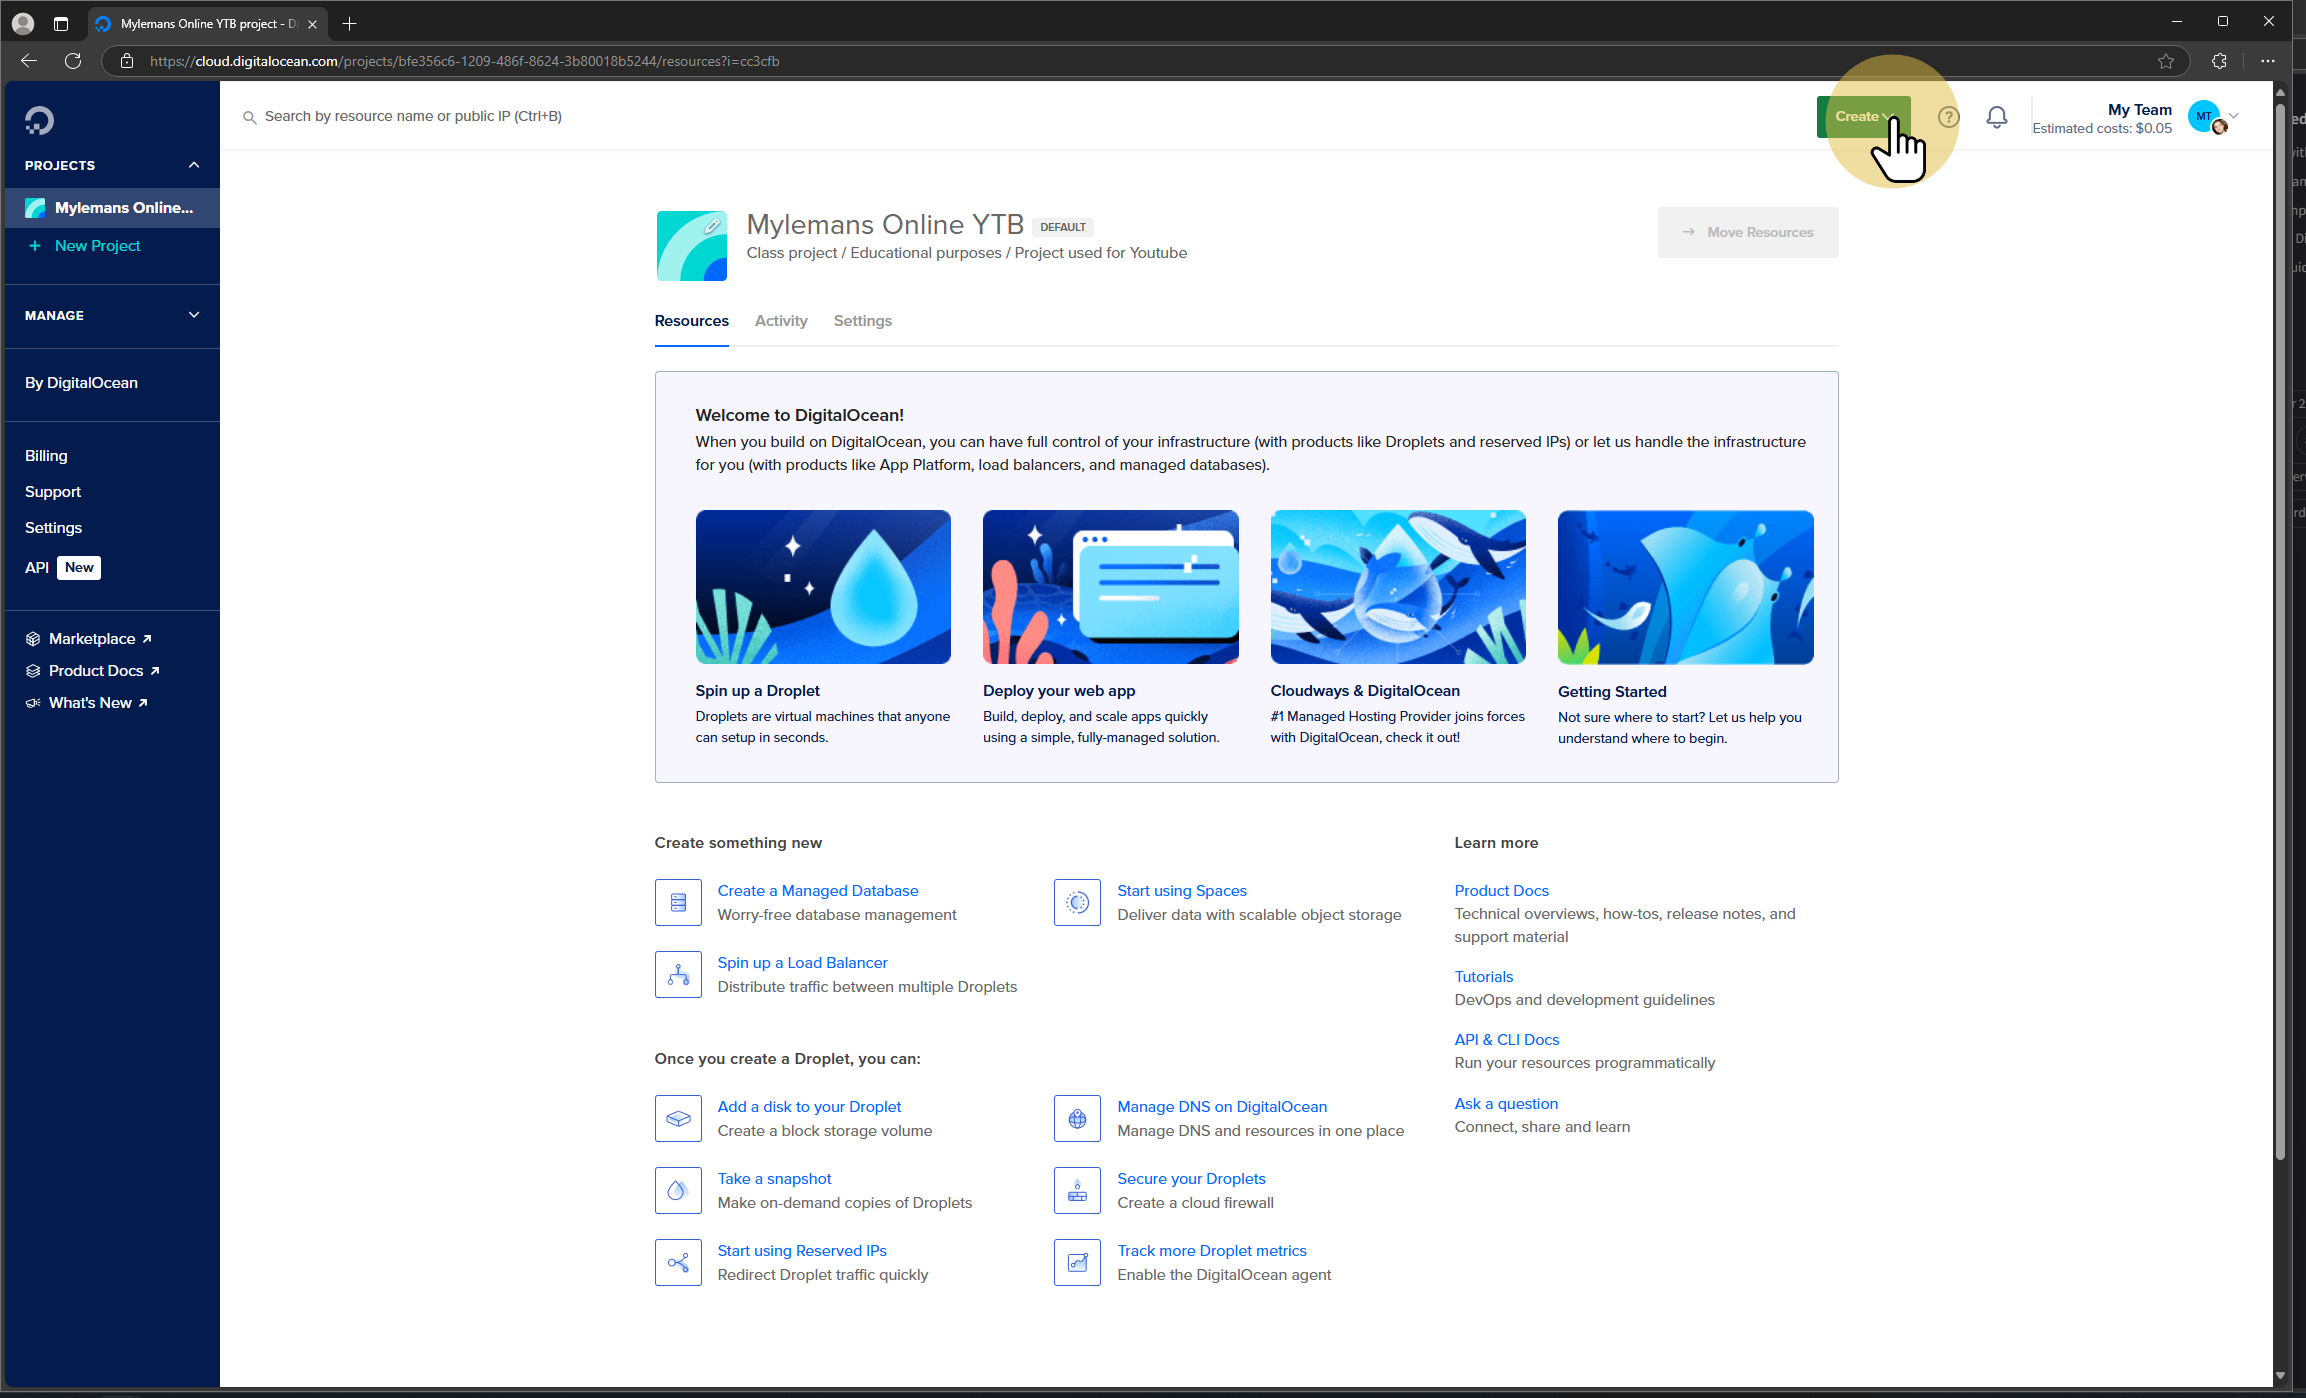 Mylemans Online YTB project - Di
https://cloud.digitalocean.com/projects/bfe356c6-1209-486f-8624-3b80018b5244/resources?i=cc3cfb
Search by resource name or public IP (Ctrl+B)
Create
?
My Team
Estimated costs: $0.05
MT
PROJECTS
Mylemans Online...
+ New Project
MANAGE
By DigitalOcean
Billing
Support
Settings
API New
Marketplace
Product Docs
What's New
Mylemans Online YTB DEFAULT
Class project / Educational purposes / Project used for Youtube
Move Resources
Resources Activity Settings
Welcome to DigitalOcean!
When you build on DigitalOcean, you can have full control of your infrastructure (with products like Droplets and reserved IPs) or let us handle the infrastructure
for you (with products like App Platform, load balancers, and managed databases).
Spin up a Droplet
Droplets are virtual machines that anyone
can setup in seconds.
Deploy your web app
Build, deploy, and scale apps quickly
using a simple, fully-managed solution.
Cloudways & DigitalOcean
#1 Managed Hosting Provider joins forces
with DigitalOcean, check it out!
Getting Started
Not sure where to start? Let us help you
understand where to begin.
Create something new
Create a Managed Database
Worry-free database management
Start using Spaces
Deliver data with scalable object storage
Spin up a Load Balancer
Distribute traffic between multiple Droplets
Once you create a Droplet, you can:
Add a disk to your Droplet
Create a block storage volume
Manage DNS on DigitalOcean
Manage DNS and resources in one place
Take a snapshot
Make on-demand copies of Droplets
Secure your Droplets
Create a cloud firewall
Start using Reserved IPs
Redirect Droplet traffic quickly
Track more Droplet metrics
Enable the DigitalOcean agent
Learn more
Product Docs
Technical overviews, how-tos, release notes, and
support material
Tutorials
DevOps and development guidelines
API & CLI Docs
Run your resources programmatically
Ask a question
Connect, share and learn